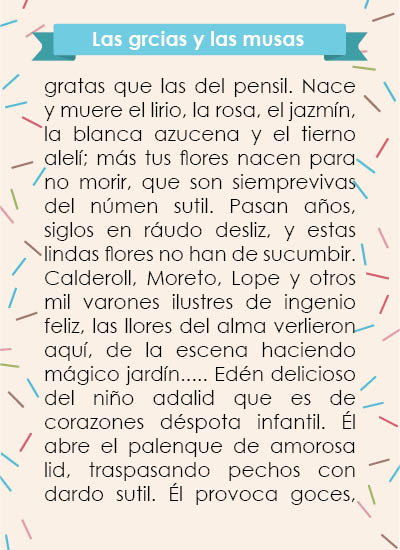 Las grcias y las musas
gratas que las del pensil. Nace
y muere el lirio, la rosa, el jazmín,
la blanca azucena y el tierno
alelí; más tus flores nacen para
no morir, que son siemprevivas
del númen sutil. Pasan años,
siglos en ráudo desliz, y estas
lindas flores no han de sucumbir.
Calderoll, Moreto, Lope y otros
mil varones ilustres de ingenio
feliz, las llores del alma verlieron
aquí, de la escena haciendo
mágico jardín..... Edén delicioso
del niño adalid que es de
corazones déspota infantil. Él
abre el palenque de amorosa
lid, traspasando pechos con
dardo sutil. Él provoca goces,